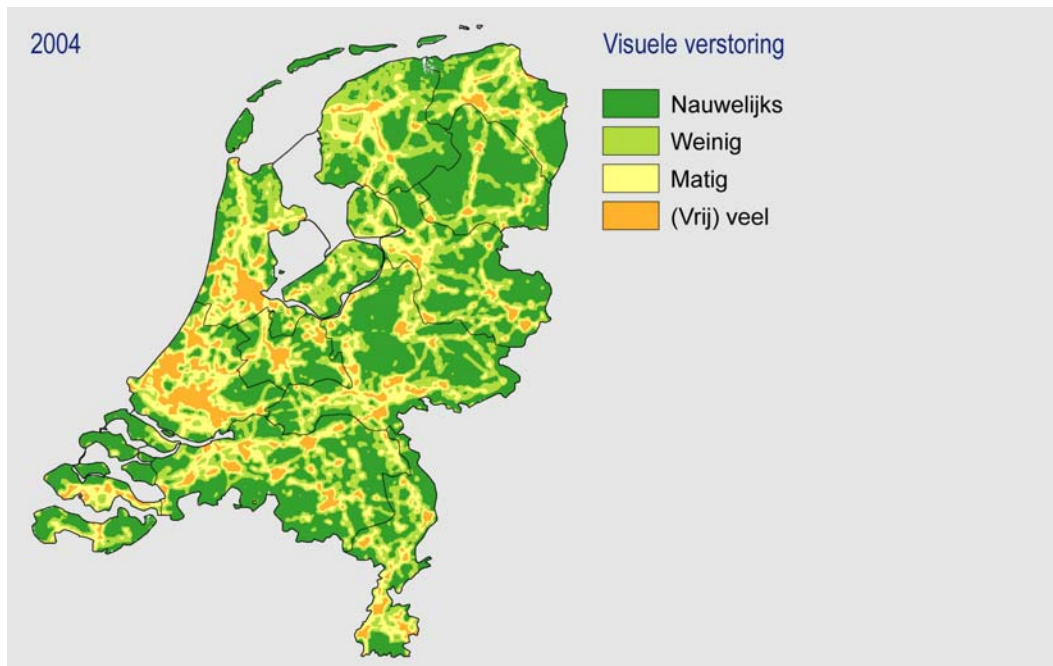 2004
Visuele verstoring
Nauwelijks
Weinig
Matig
(Vrij) veel